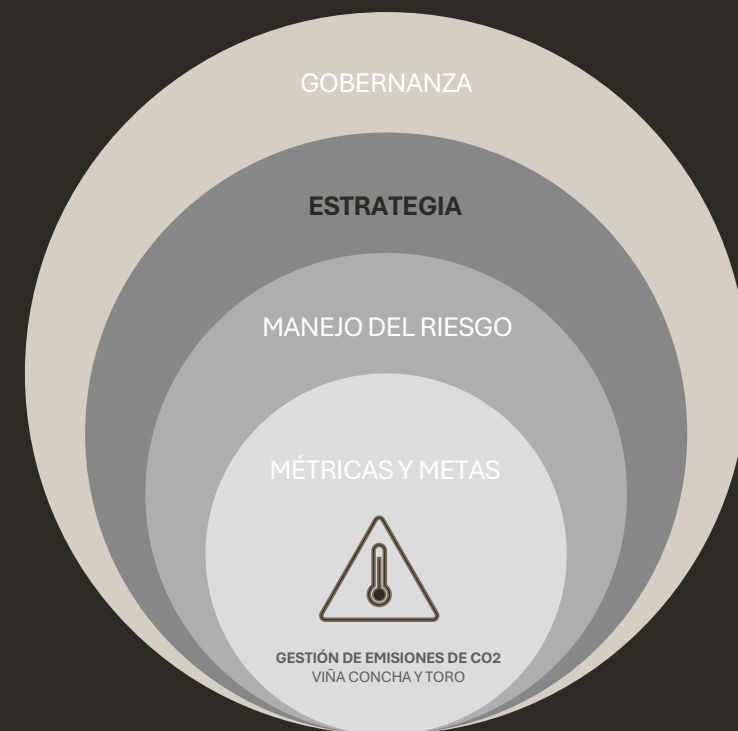 GOBERNANZA
ESTRATEGIA
MANEJO DEL RIESGO
MÉTRICAS Y METAS
GESTIÓN DE EMISIONES DE CO2
VIÑA CONCHA Y TORO